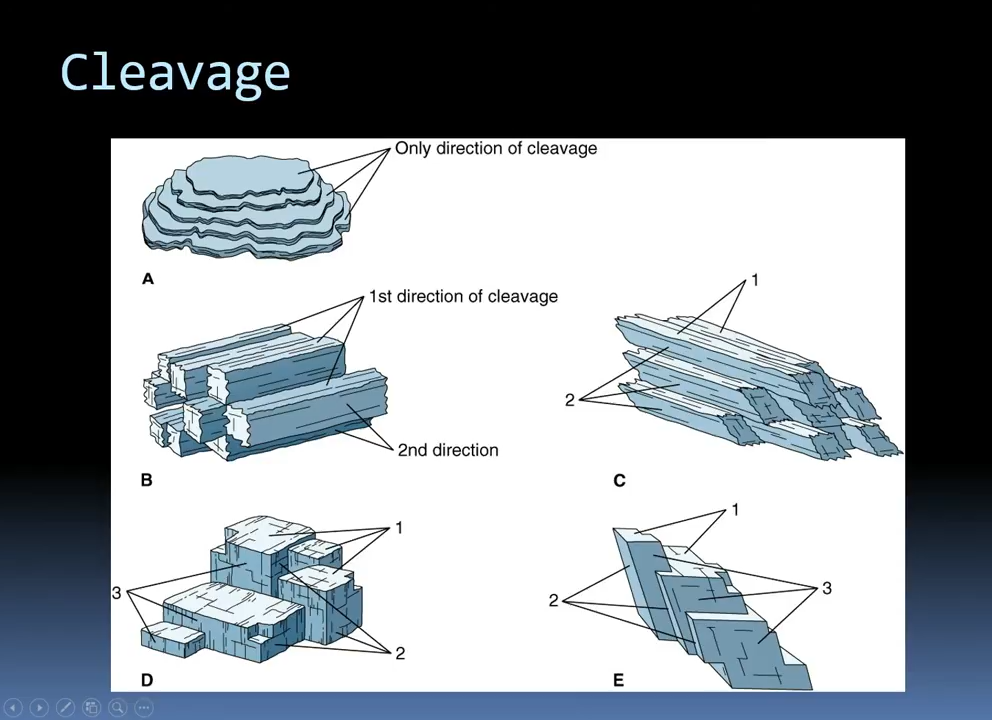 Cleavage
Only direction of cleavage
A
1st direction of cleavage
2nd direction
B
1
2
C
1
3
2
D
1
2
3
E